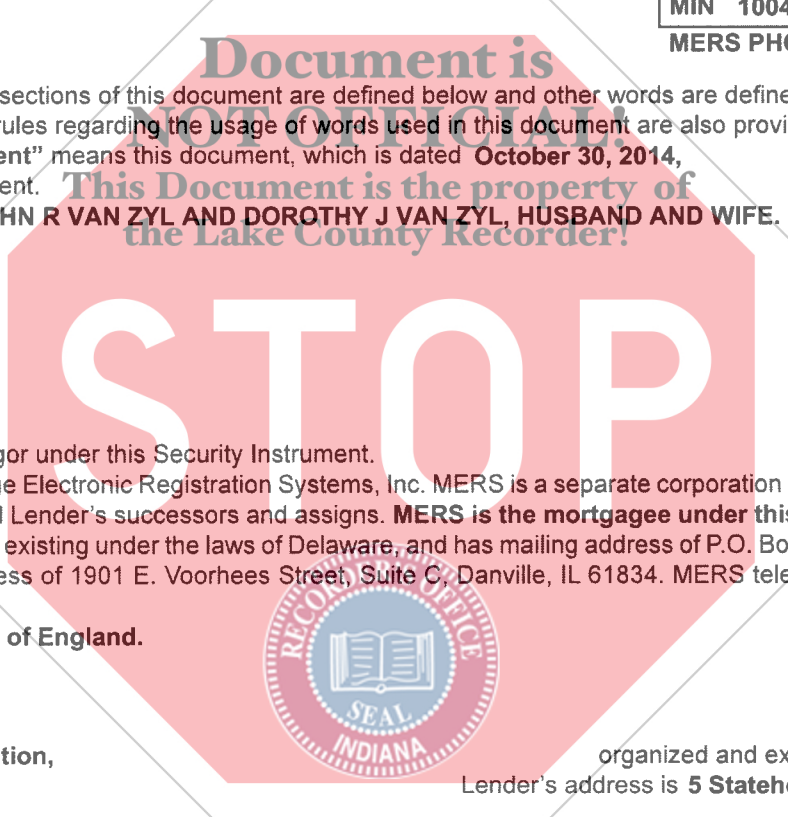 MIN 1004
MERS PHO
Document is
sections of this document are defined below and other words are define
NOT OFFICIAL!
rules regarding the usage of words used in this document are also provi
ent" means this document, which is dated October 30, 2014,
ent.
This Document is the property of
HN R VAN ZYL AND DOROTHY J VAN ZYL, HUSBAND AND WIFE.
the Lake County Recorder!
STOP
gor under this Security Instrument.
ge Electronic Registration Systems, Inc. MERS is a separate corporation
d Lender's successors and assigns. MERS is the mortgagee under this
existing under the laws of Delaware, and has mailing address of P.O. Bo
ess of 1901 E. Voorhees Street, Suite C, Danville, IL 61834. MERS tele
RECORDER'S OFFICE
of England.
SEAL
INDIANA
tion,
organized and ex
Lender's address is 5 Stateho